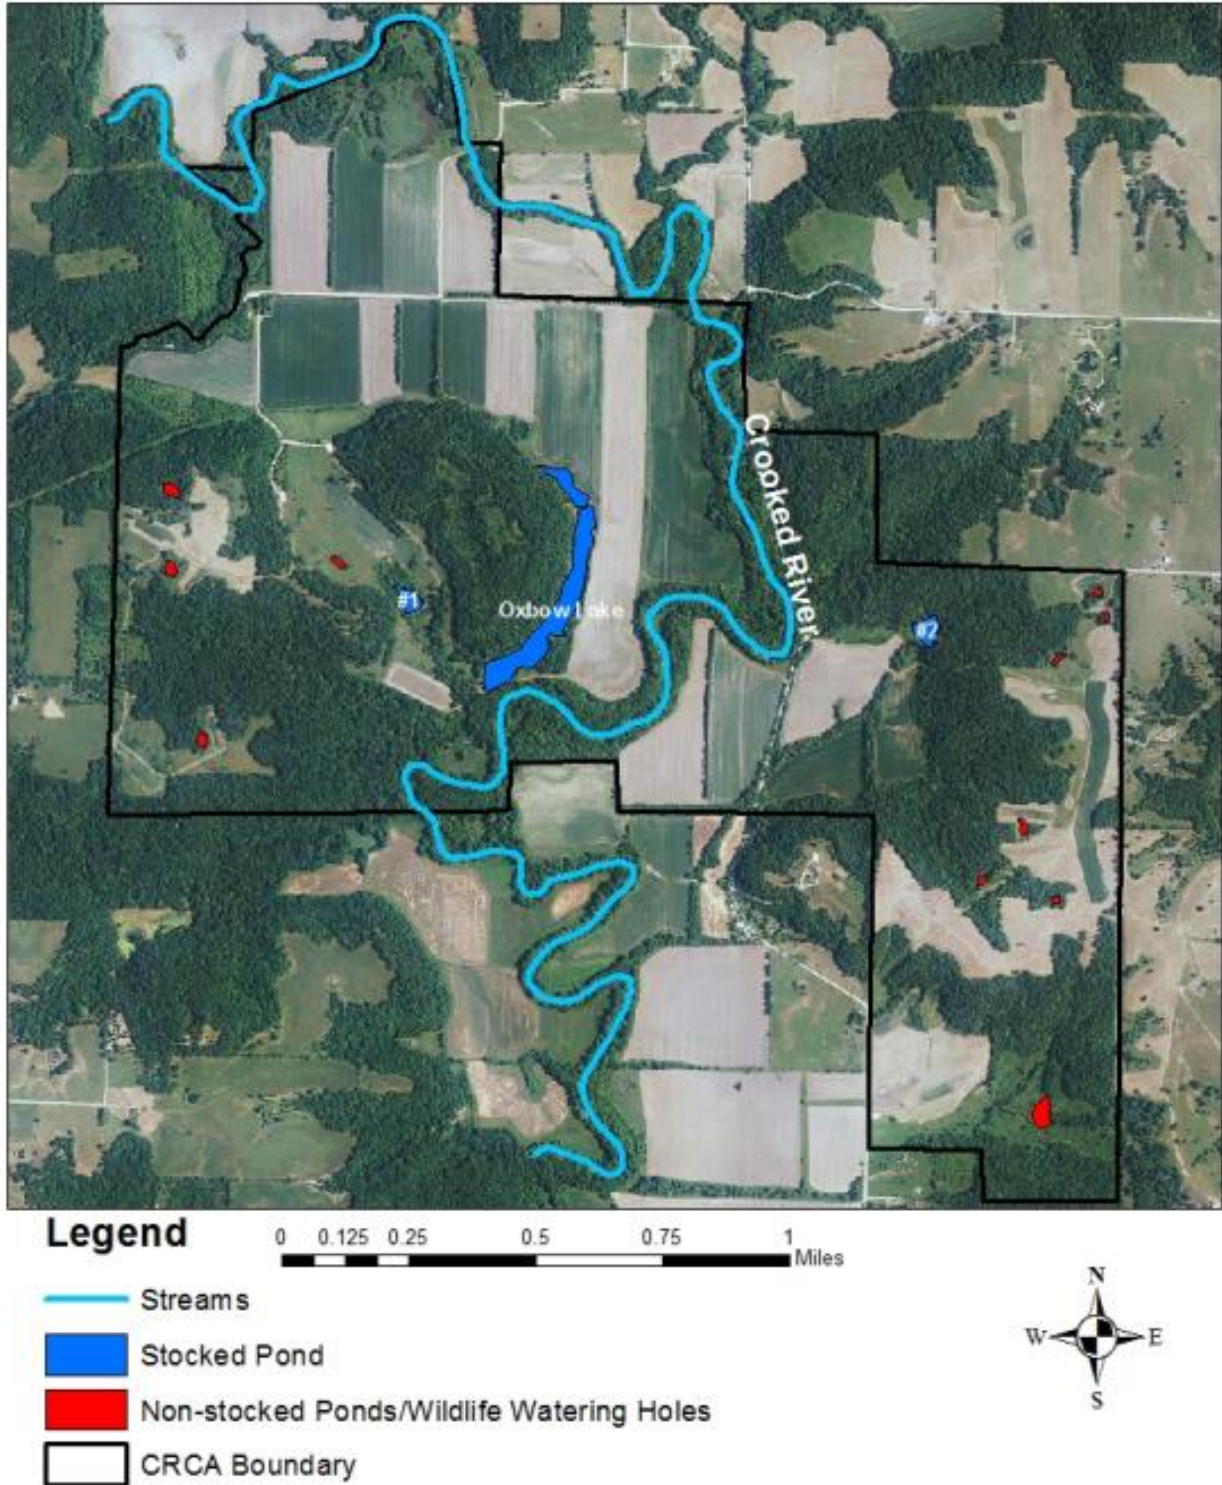 Crooked River
#1
Oxbow Lake
#2
Legend
0 0.125 0.25 0.5 0.75 1
Miles
Streams
Stocked Pond
Non-stocked Ponds/Wildlife Watering Holes
CRCA Boundary
N
W E
S